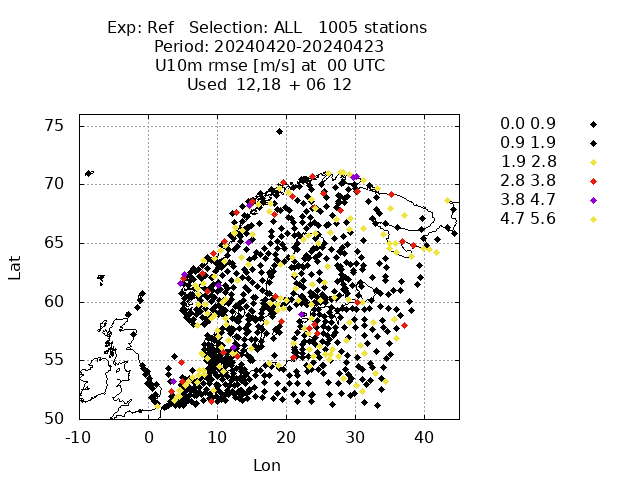 Exp: Ref   Selection: ALL   1005 stations
Period: 20240420-20240423
U10m rmse [m/s] at  00 UTC
Used  12,18 + 06 12
0.0 0.9
0.9 1.9
1.9 2.8
2.8 3.8
3.8 4.7
4.7 5.6
75
70
65
60
55
50
Lat
-10 0 10 20 30 40
Lon